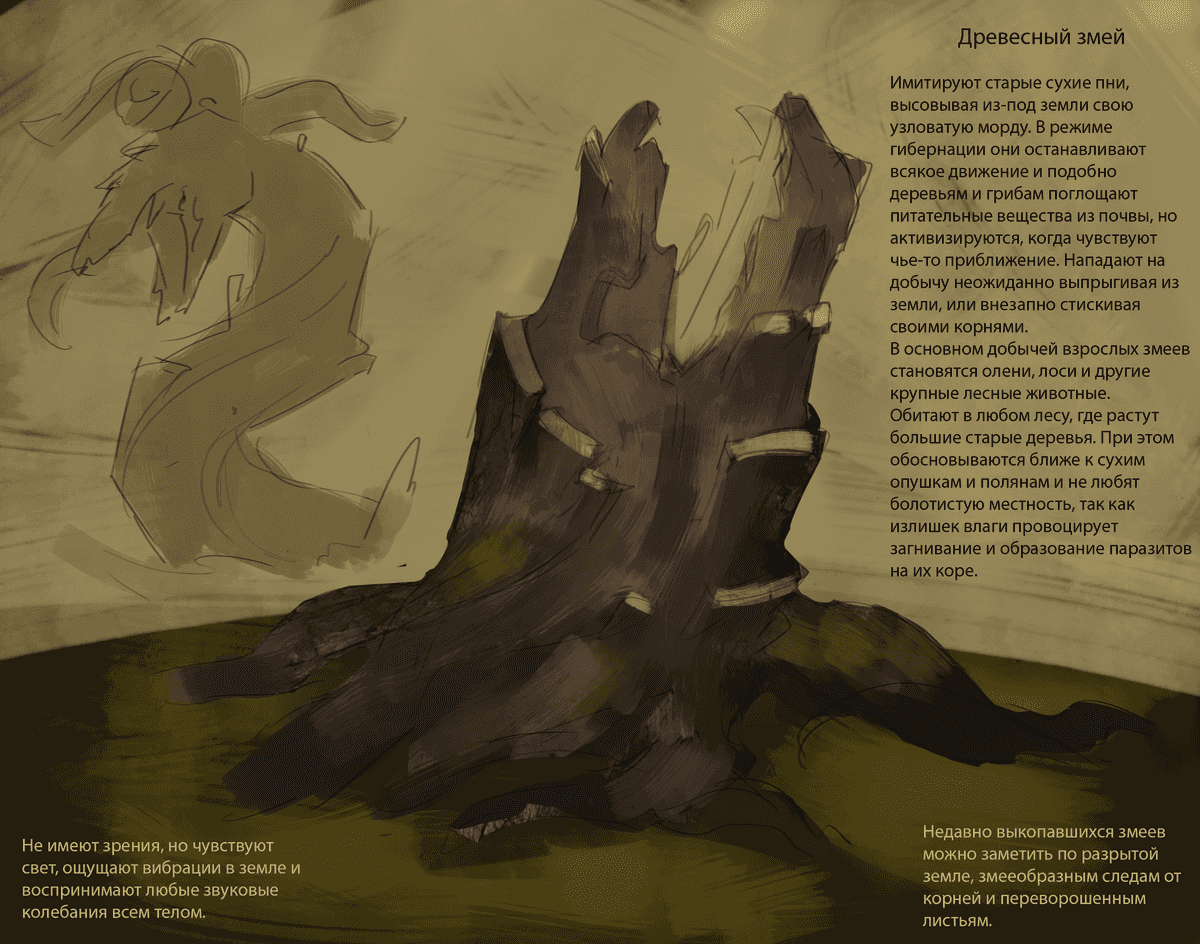 Древесный змей
Имитируют старые сухие пни,
высовывая из-под земли свою
узловатую морду. В режиме
гибернации они останавливают
всякое движение и подобно
деревьям и грибам поглощают
питательные вещества из почвы, но
активизируются, когда чувствуют
чье-то приближение. Нападают на
добычу неожиданно выпрыгивая из
земли, или внезапно стискивая
своими корнями.
В основном добычей взрослых змеев
становятся олени, лоси и другие
крупные лесные животные.
Обитают в любом лесу, где растут
большие старые деревья. При этом
обосновываются ближе к сухим
опушкам и полянам и не любят
болотистую местность, так как
излишек влаги провоцирует
загнивание и образование паразитов
на их коре.
Не имеют зрения, но чувствуют
свет, ощущают вибрации в земле и
воспринимают любые звуковые
колебания всем телом.
Недавно выкопавшихся змеев
можно заметить по разрытой
земле, змееобразным следам от
корней и переворошенным
листьям.